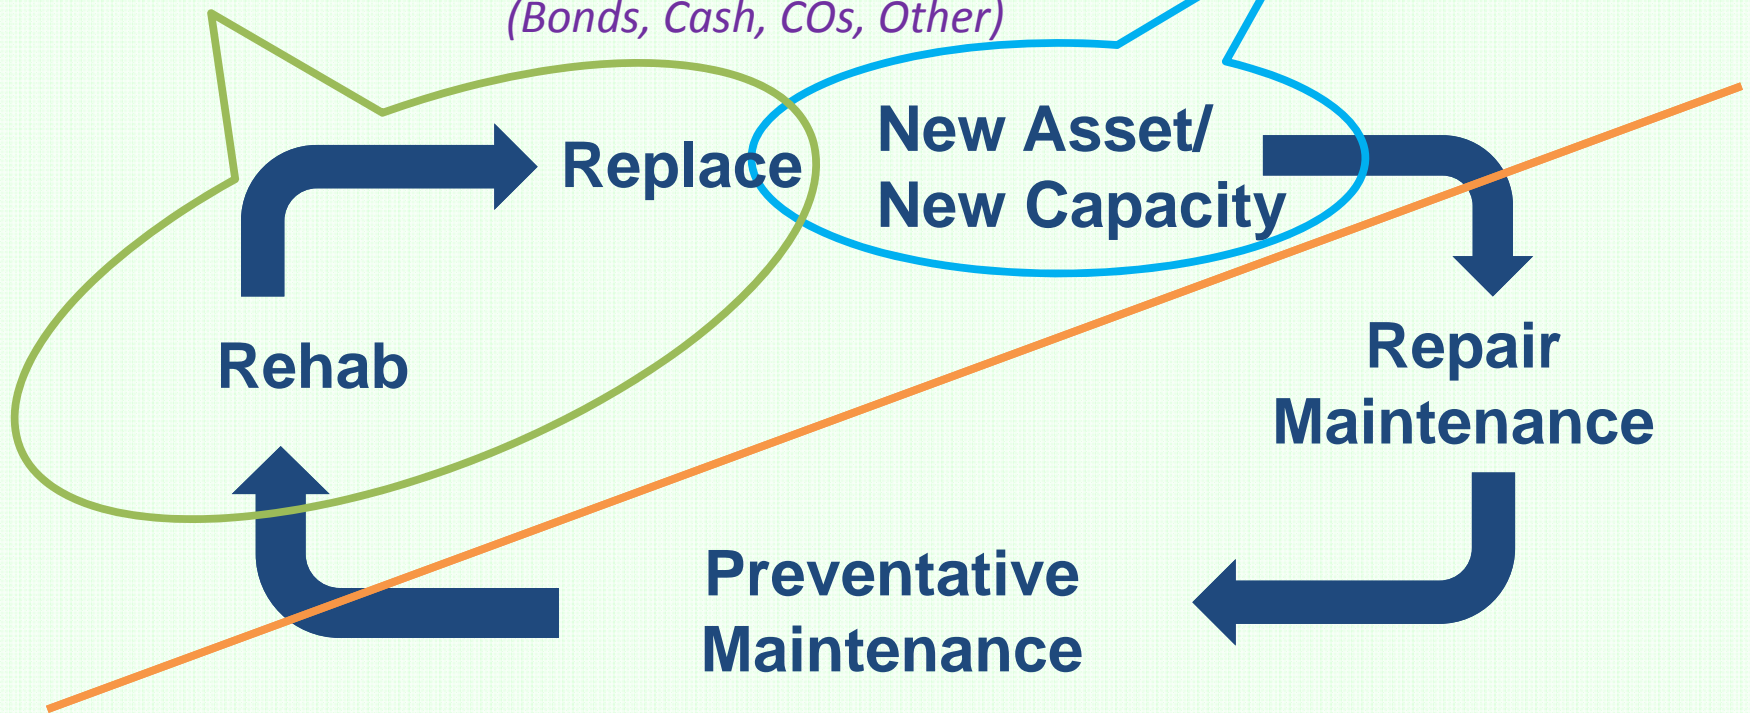 (Bonds, Cash, COs, Other)
New Asset/
New Capacity
Replace
Rehab
Repair
Maintenance
Preventative
Maintenance